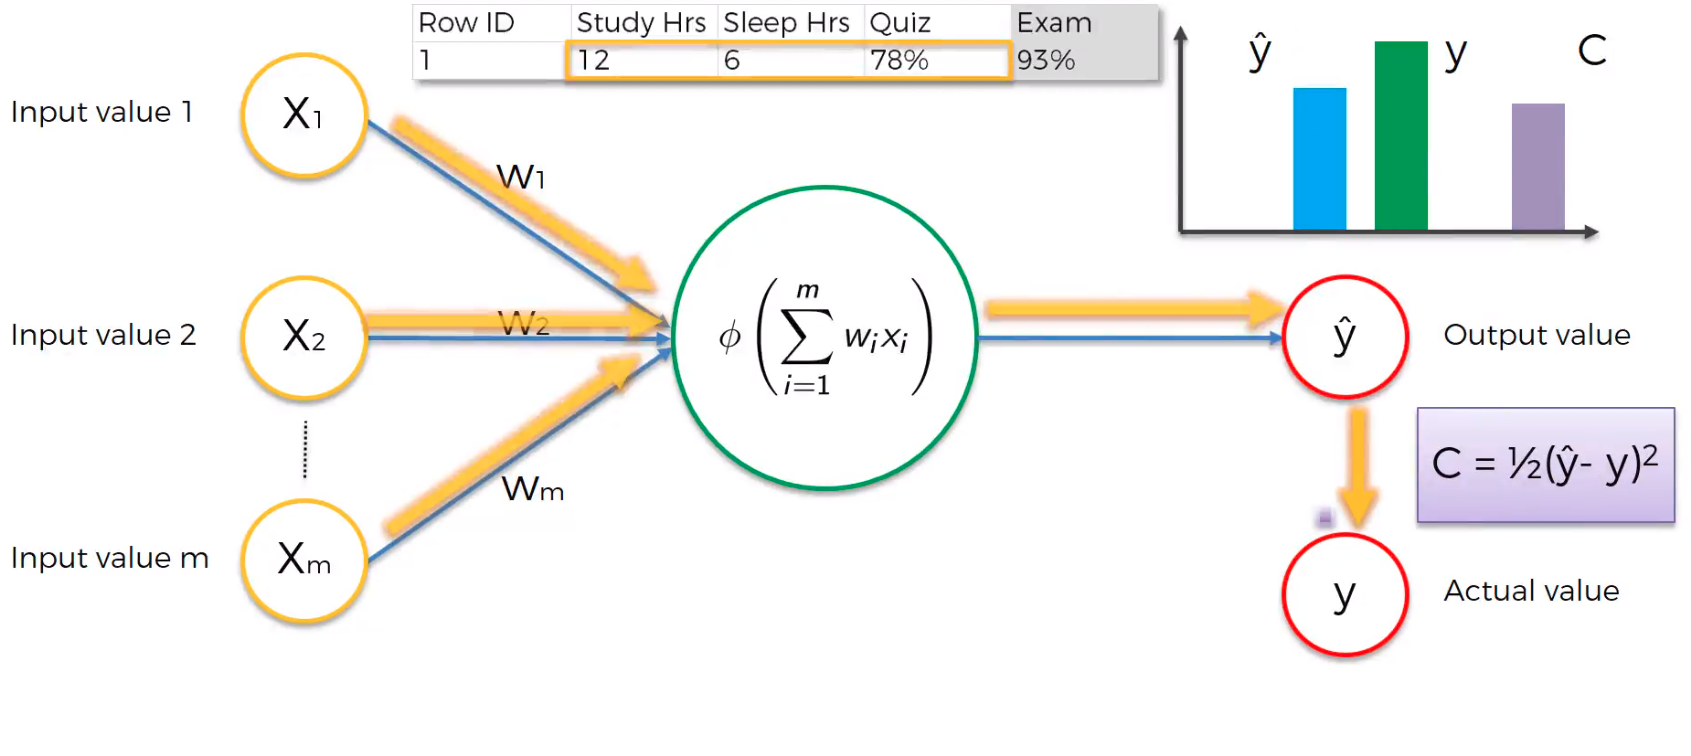 Row ID Study Hrs Sleep Hrs Quiz Exam
1 12 6 78% 93%
ŷ y C
Input value 1
X1
W1
Input value 2
X2
W2
ϕ(∑ᵢ₌₁ᵐ wᵢxᵢ)
ŷ
Output value
C = ½(ŷ- y)²
Wm
Input value m
Xm
y
Actual value